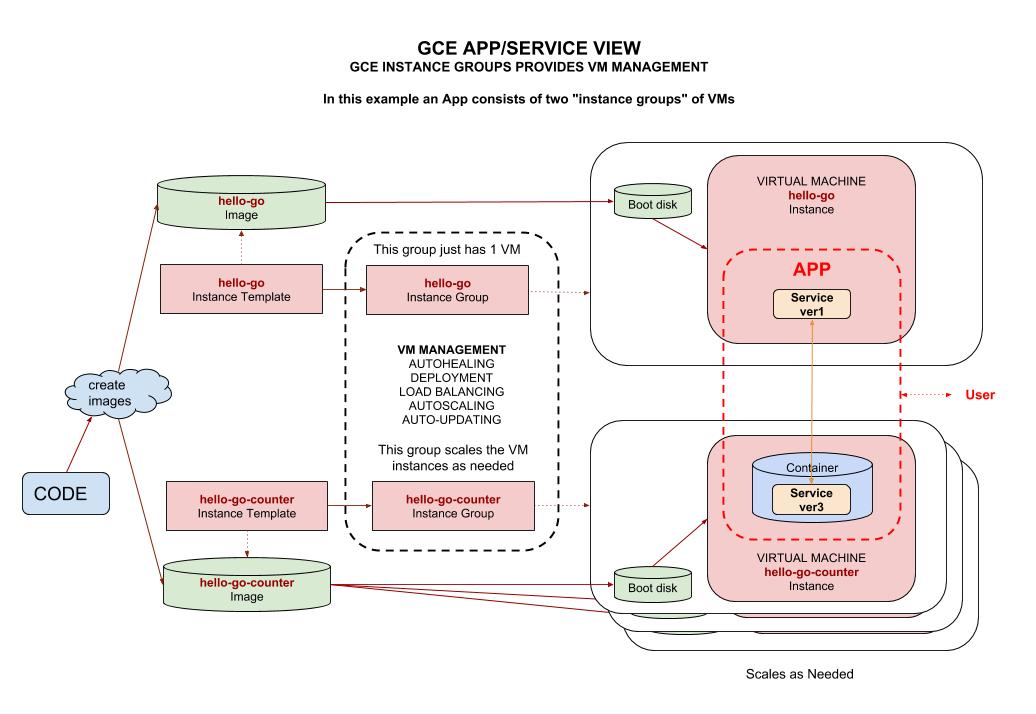 GCE APP/SERVICE VIEW
GCE INSTANCE GROUPS PROVIDES VM MANAGEMENT
In this example an App consists of two "instance groups" of VMs
hello-go
Image
hello-go
Instance Template
This group just has 1 VM
hello-go
Instance Group
VM MANAGEMENT
AUTOHEALING
DEPLOYMENT
LOAD BALANCING
AUTOSCALING
AUTO-UPDATING
This group scales the VM
instances as needed
hello-go-counter
Instance Group
create
images
CODE
hello-go-counter
Instance Template
hello-go-counter
Image
Boot disk
VIRTUAL MACHINE
hello-go
Instance
APP
Service
ver1
User
Container
Service
ver3
VIRTUAL MACHINE
hello-go-counter
Instance
Boot disk
Scales as Needed